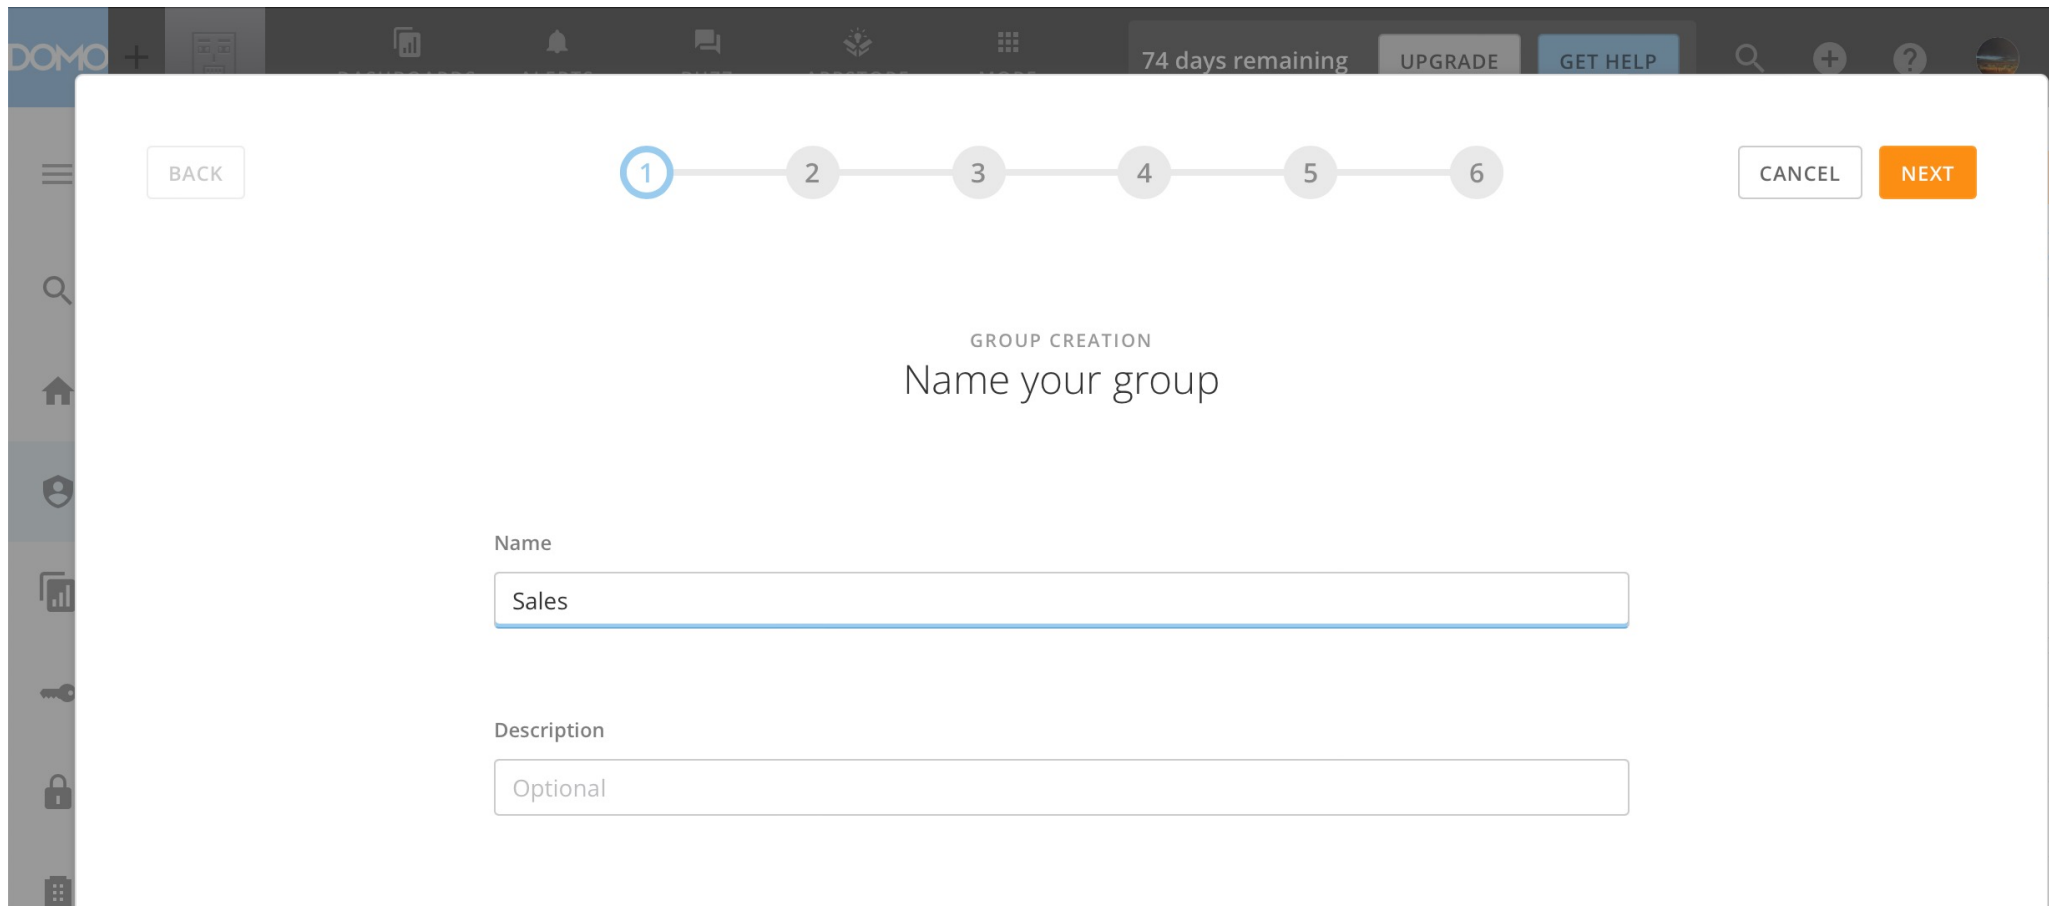 DOMO
74 days remaining
UPGRADE
GET HELP
BACK
1
2
3
4
5
6
CANCEL
NEXT
GROUP CREATION
Name your group
Name
Sales
Description
Optional